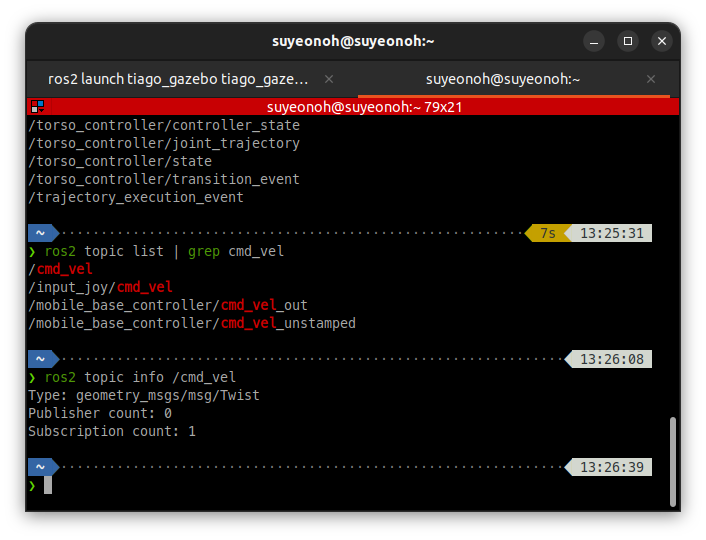 suyeonoh@suyeonoh:~
ros2 launch tiago_gazebo tiago_gaze… × suyeonoh@suyeonoh:~ ×
suyeonoh@suyeonoh:~ 79x21
/torso_controller/controller_state
/torso_controller/joint_trajectory
/torso_controller/state
/torso_controller/transition_event
/trajectory_execution_event
~ 7s 13:25:31
❯ ros2 topic list | grep cmd_vel
/cmd_vel
/input_joy/cmd_vel
/mobile_base_controller/cmd_vel_out
/mobile_base_controller/cmd_vel_unstamped
~ 13:26:08
❯ ros2 topic info /cmd_vel
Type: geometry_msgs/msg/Twist
Publisher count: 0
Subscription count: 1
~ 13:26:39
❯